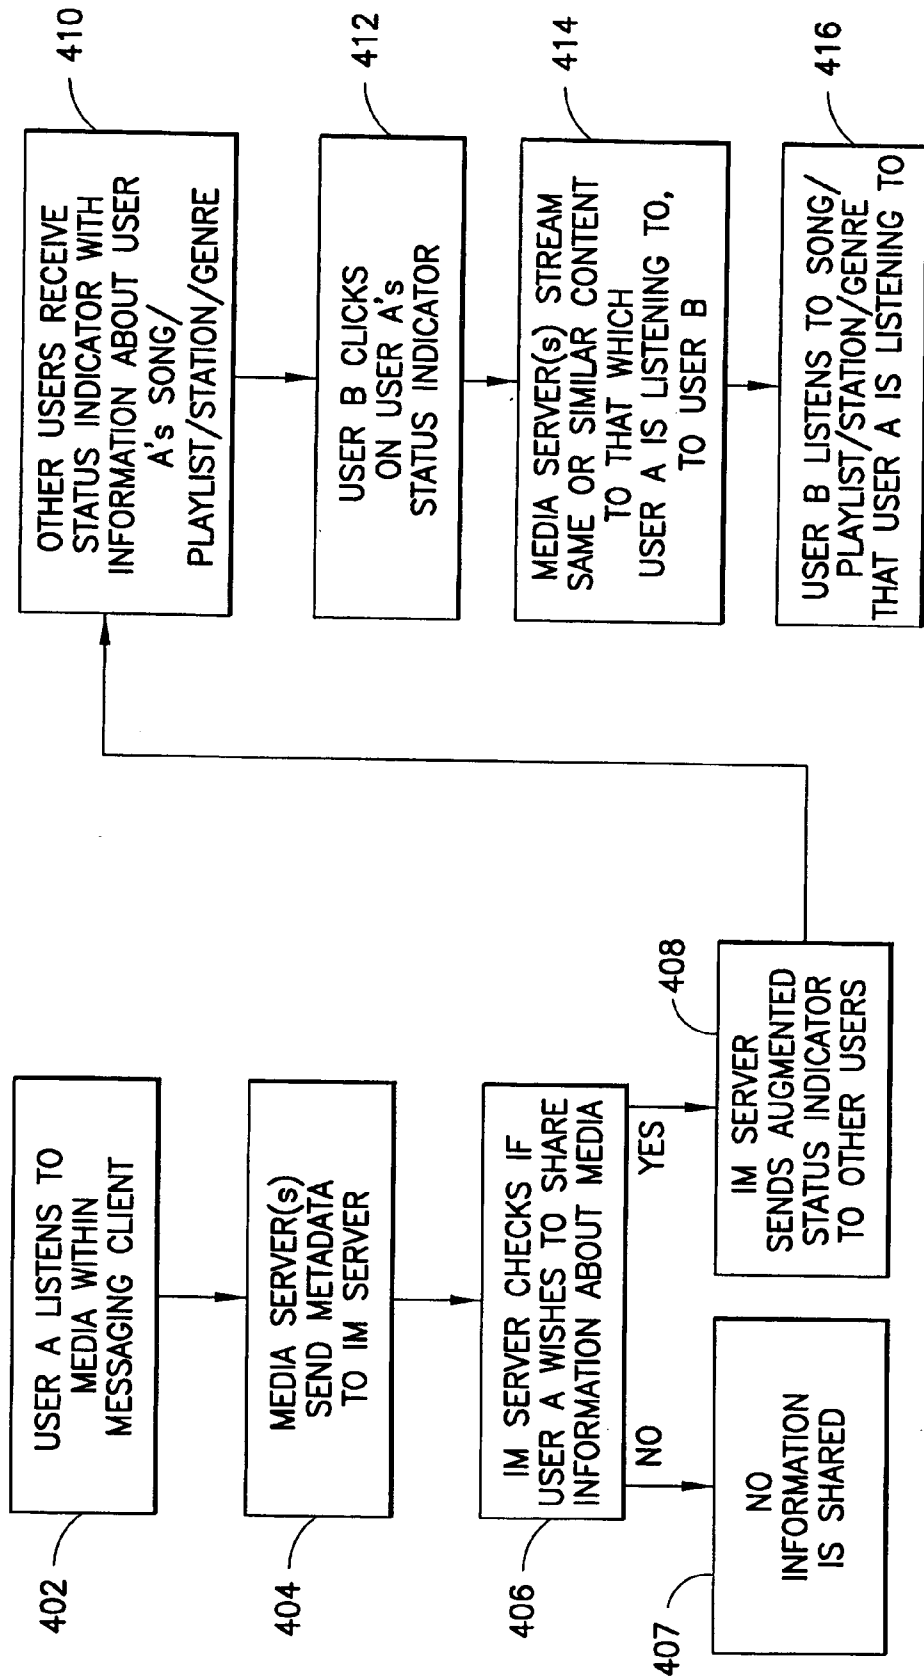 402
USER A LISTENS TO
MEDIA WITHIN
MESSAGING CLIENT
404
MEDIA SERVER(s)
SEND METADATA
TO IM SERVER
406
IM SERVER CHECKS IF
USER A WISHES TO SHARE
INFORMATION ABOUT MEDIA
NO
YES
407
NO
INFORMATION
IS SHARED
408
IM SERVER
SENDS AUGMENTED
STATUS INDICATOR
TO OTHER USERS
410
OTHER USERS RECEIVE
STATUS INDICATOR WITH
INFORMATION ABOUT USER
A's SONG/
PLAYLIST/STATION/GENRE
412
USER B CLICKS
ON USER A's
STATUS INDICATOR
414
MEDIA SERVER(s) STREAM
SAME OR SIMILAR CONTENT
TO THAT WHICH
USER A IS LISTENING TO,
TO USER B
416
USER B LISTENS TO SONG/
PLAYLIST/STATION/GENRE
THAT USER A IS LISTENING TO